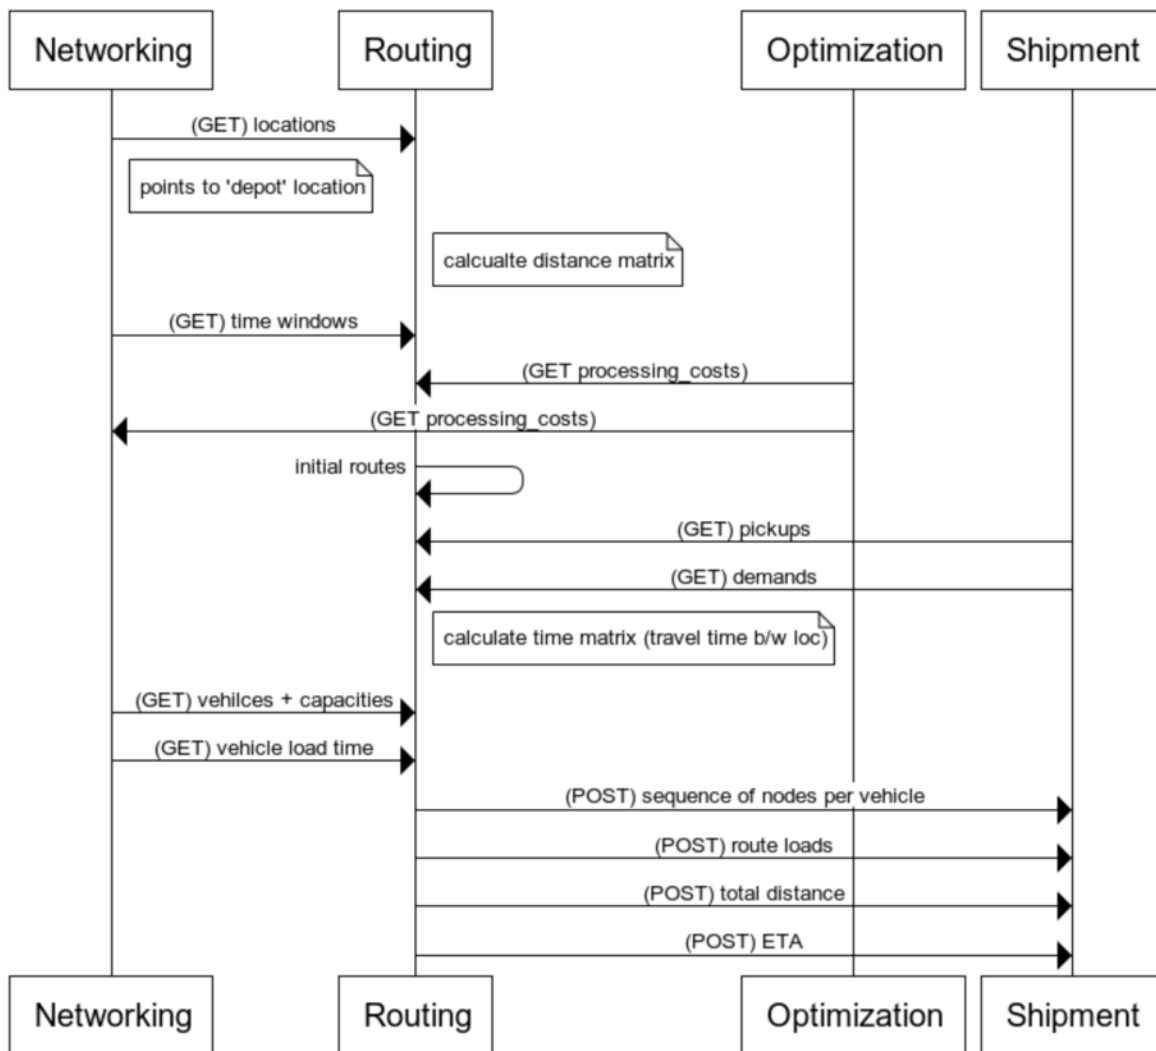 Networking
Routing
Optimization
Shipment
(GET) locations
points to 'depot' location
calcualte distance matrix
(GET) time windows
(GET processing_costs)
(GET processing_costs)
initial routes
(GET) pickups
(GET) demands
calculate time matrix (travel time b/w loc)
(GET) vehilces + capacities
(GET) vehicle load time
(POST) sequence of nodes per vehicle
(POST) route loads
(POST) total distance
(POST) ETA
Networking
Routing
Optimization
Shipment